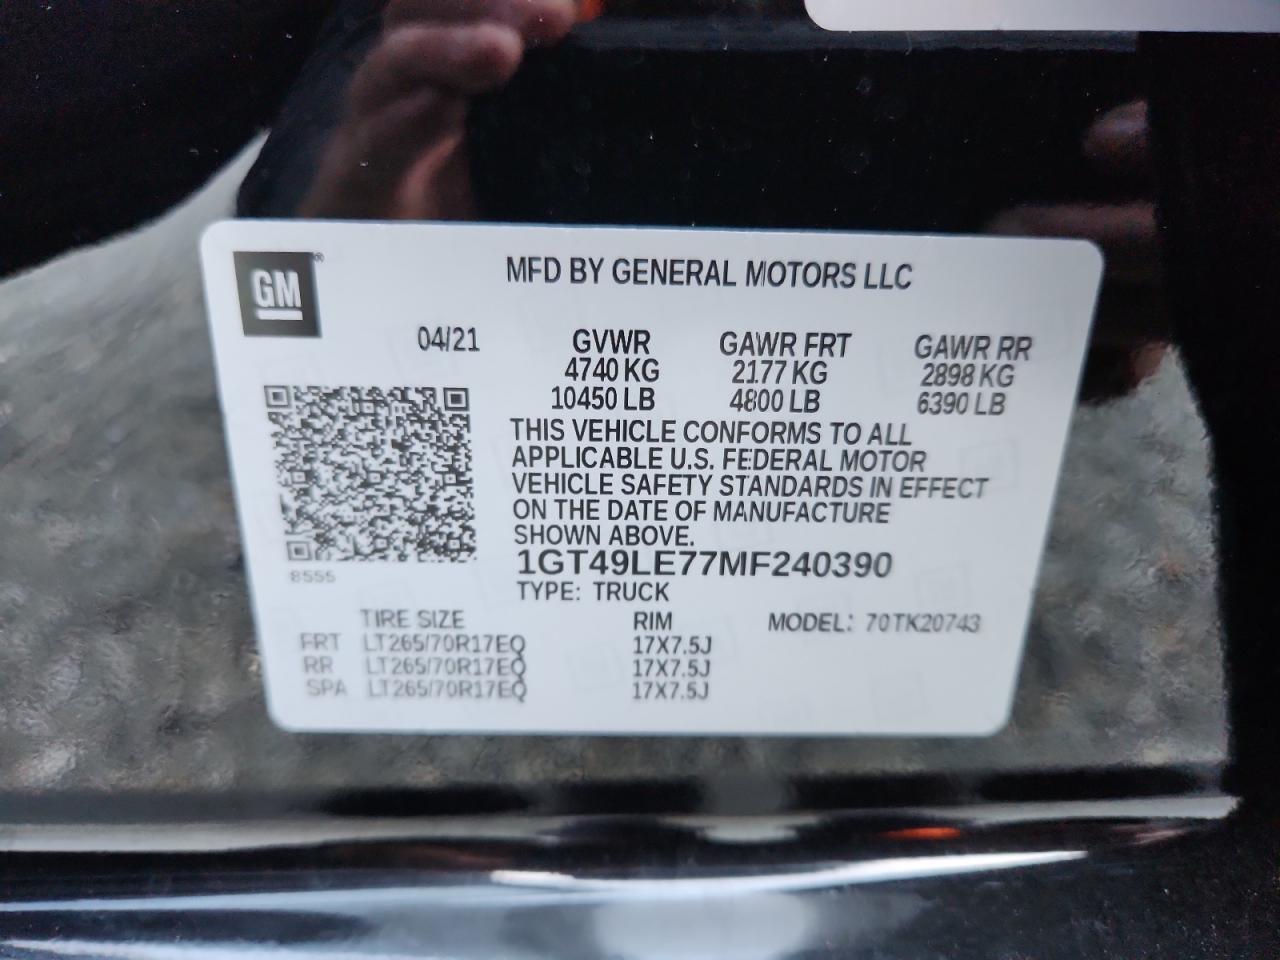 GM®
MFD BY GENERAL MOTORS LLC
04/21 GVWR GAWR FRT GAWR RR
4740 KG 2177 KG 2898 KG
10450 LB 4800 LB 6390 LB
THIS VEHICLE CONFORMS TO ALL
APPLICABLE U.S. FEDERAL MOTOR
VEHICLE SAFETY STANDARDS IN EFFECT
ON THE DATE OF MANUFACTURE
SHOWN ABOVE.
8555
1GT49LE77MF240390
TYPE: TRUCK
TIRE SIZE RIM MODEL: 70TK20743
FRT LT265/70R17EQ 17X7.5J
RR LT265/70R17EQ 17X7.5J
SPA LT265/70R17EQ 17X7.5J